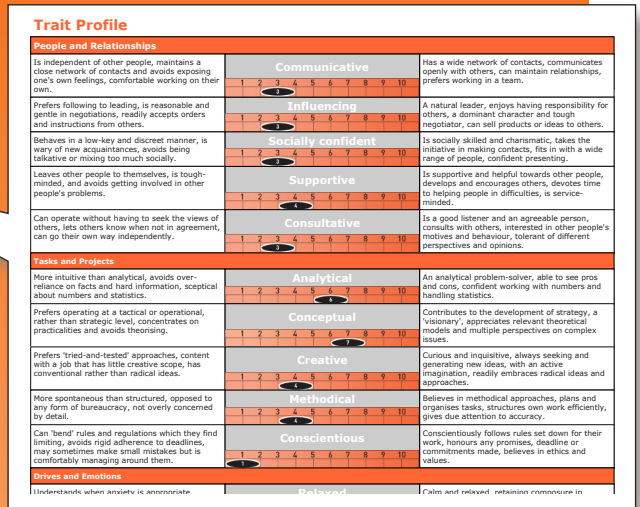 Trait Profile
People and Relationships
Is independent of other people, maintains a
close network of contacts and avoids exposing
one's own feelings, comfortable working on their
own.
Communicative
1 2 3 4 5 6 7 8 9 10
3
Has a wide network of contacts, communicates
openly with others, can maintain relationships,
prefers working in a team.
Prefers following to leading, is reasonable and
gentle in negotiations, readily accepts orders
and instructions from others.
Influencing
1 2 3 4 5 6 7 8 9 10
3
A natural leader, enjoys having responsibility for
others, a dominant character and tough
negotiator, can sell products or ideas to others.
Behaves in a low-key and discreet manner, is
wary of new acquaintances, avoids being
talkative or mixing too much socially.
Socially confident
1 2 3 4 5 6 7 8 9 10
3
Is socially skilled and charismatic, takes the
initiative in making contacts, fits in with a wide
range of people, confident presenting.
Leaves other people to themselves, is tough-
minded, and avoids getting involved in other
people's problems.
Supportive
1 2 3 4 5 6 7 8 9 10
4
Is supportive and helpful towards other people,
develops and encourages others, devotes time
to helping people in difficulties, is service-
minded.
Can operate without having to seek the views of
others, lets others know when not in agreement,
can go their own way independently.
Consultative
1 2 3 4 5 6 7 8 9 10
3
Is a good listener and an agreeable person,
consults with others, interested in other people's
motives and behaviour, tolerant of different
perspectives and opinions.
Tasks and Projects
More intuitive than analytical, avoids over-
reliance on facts and hard information, sceptical
about numbers and statistics.
Analytical
1 2 3 4 5 6 7 8 9 10
6
An analytical problem-solver, able to see pros
and cons, confident working with numbers and
handling statistics.
Prefers operating at a tactical or operational,
rather than strategic level, concentrates on
practicalities and avoids theorising.
Conceptual
1 2 3 4 5 6 7 8 9 10
7
Contributes to the development of strategy, a
'visionary', appreciates relevant theoretical
models and multiple perspectives on complex
issues.
Prefers 'tried-and-tested' approaches, content
with a job that has little creative scope, has
conventional rather than radical ideas.
Creative
1 2 3 4 5 6 7 8 9 10
4
Curious and inquisitive, always seeking and
generating new ideas, with an active
imagination, readily embraces radical ideas and
approaches.
More spontaneous than structured, opposed to
any form of bureaucracy, not overly concerned
by detail.
Methodical
1 2 3 4 5 6 7 8 9 10
4
Believes in methodical approaches, plans and
organises tasks, structures own work efficiently,
gives due attention to accuracy.
Can 'bend' rules and regulations which they find
limiting, avoids rigid adherence to deadlines,
may sometimes make small mistakes but is
comfortably managing around them.
Conscientious
1 2 3 4 5 6 7 8 9 10
1
Conscientiously follows rules set down for their
work, honours any promises, deadline or
commitments made, believes in ethics and
values.
Drives and Emotions
Understands when anxiety is appropriate
Relaxed
Calm and relaxed, retaining composure in